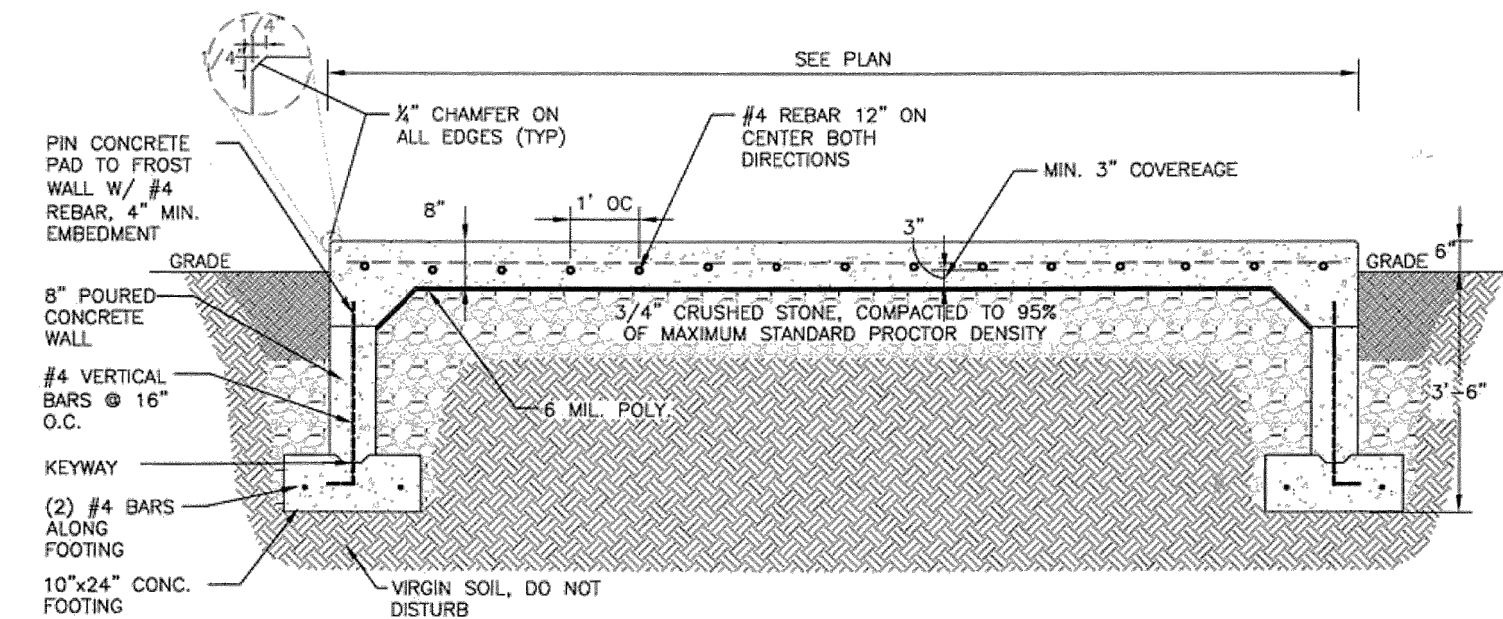 1/4"
1/4"
SEE PLAN
¼" CHAMFER ON
ALL EDGES (TYP)
#4 REBAR 12" ON
CENTER BOTH
DIRECTIONS
PIN CONCRETE
PAD TO FROST
WALL W/ #4
REBAR, 4" MIN.
EMBEDMENT
MIN. 3" COVEREAGE
8"
1' OC
3"
6"
GRADE
GRADE
8" POURED
CONCRETE
WALL
3/4" CRUSHED STONE, COMPACTED TO 95%
OF MAXIMUM STANDARD PROCTOR DENSITY
#4 VERTICAL
BARS @ 16"
O.C.
6 MIL. POLY.
3'-6"
KEYWAY
(2) #4 BARS
ALONG
FOOTING
10"x24" CONC.
FOOTING
VIRGIN SOIL, DO NOT
DISTURB